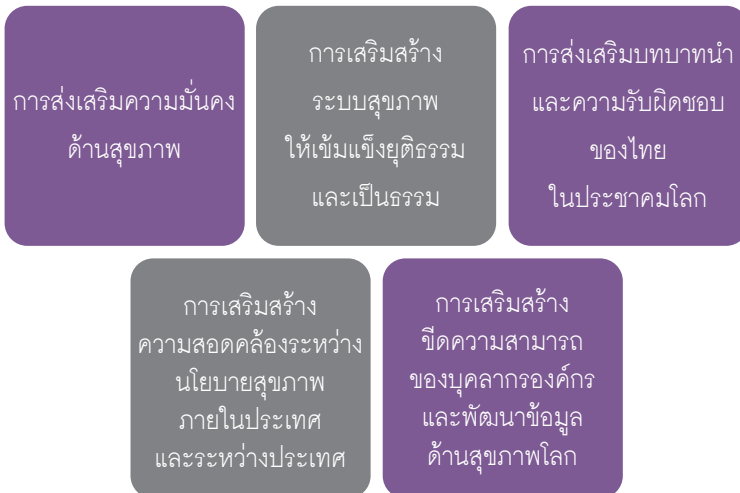 การส่งเสริมความมั่นคง
ด้านสุขภาพ
การเสริมสร้าง
ระบบสุขภาพ
ให้เข้มแข็งยุติธรรม
และเป็นธรรม
การส่งเสริมบทบาทนำ
และความรับผิดชอบ
ของไทย
ในประชาคมโลก
การเสริมสร้าง
ความสอดคล้องระหว่าง
นโยบายสุขภาพ
ภายในประเทศ
และระหว่างประเทศ
การเสริมสร้าง
ขีดความสามารถ
ของบุคลากรองค์กร
และพัฒนาข้อมูล
ด้านสุขภาพโลก